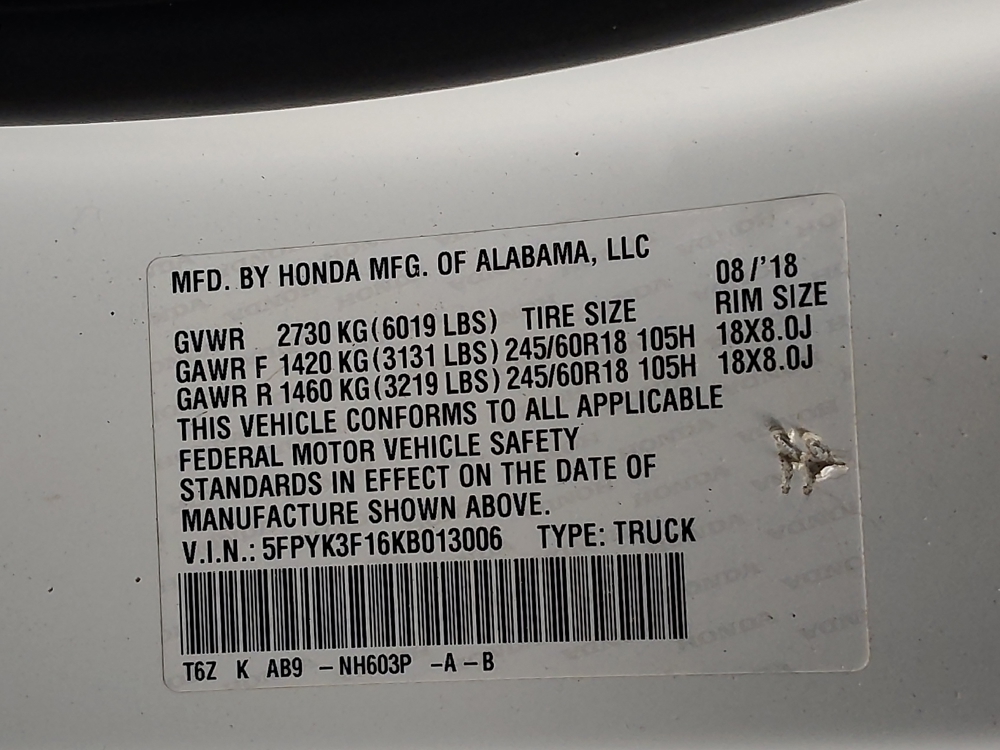 MFD. BY HONDA MFG. OF ALABAMA, LLC 08/'18
GVWR 2730 KG(6019 LBS) TIRE SIZE RIM SIZE
GAWR F 1420 KG(3131 LBS) 245/60R18 105H 18X8.0J
GAWR R 1460 KG(3219 LBS) 245/60R18 105H 18X8.0J
THIS VEHICLE CONFORMS TO ALL APPLICABLE
FEDERAL MOTOR VEHICLE SAFETY
STANDARDS IN EFFECT ON THE DATE OF
MANUFACTURE SHOWN ABOVE.
V.I.N.: 5FPYK3F16KB013006 TYPE: TRUCK
T6Z K AB9 -NH603P -A-B